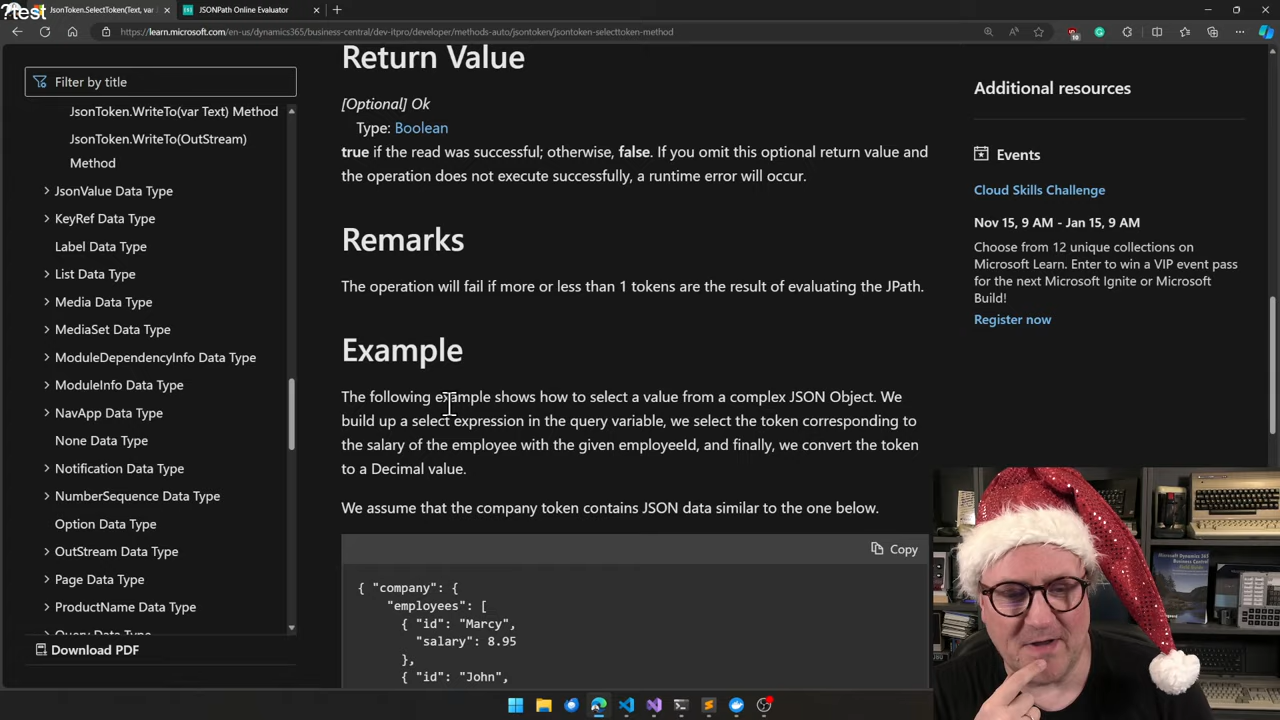 ?test
JsonToken.SelectToken(Text, var
JSONPath Online Evaluator
https://learn.microsoft.com/en-us/dynamics365/business-central/dev-itpro/developer/methods-auto/jsontoken/jsontoken-selecttoken-method
Filter by title
JsonToken.WriteTo(var Text) Method
JsonToken.WriteTo(OutStream)
Method
JsonValue Data Type
KeyRef Data Type
Label Data Type
List Data Type
Media Data Type
MediaSet Data Type
ModuleDependencyInfo Data Type
ModuleInfo Data Type
NavApp Data Type
None Data Type
Notification Data Type
NumberSequence Data Type
Option Data Type
OutStream Data Type
Page Data Type
ProductName Data Type
Query Data Type
Download PDF
Return Value
[Optional] Ok
Type: Boolean
true if the read was successful; otherwise, false. If you omit this optional return value and
the operation does not execute successfully, a runtime error will occur.
Remarks
The operation will fail if more or less than 1 tokens are the result of evaluating the JPath.
Example
The following example shows how to select a value from a complex JSON Object. We
build up a select expression in the query variable, we select the token corresponding to
the salary of the employee with the given employeeId, and finally, we convert the token
to a Decimal value.
We assume that the company token contains JSON data similar to the one below.
Copy
{ "company": {
"employees": [
{ "id": "Marcy",
"salary": 8.95
},
{ "id": "John",
Additional resources
Events
Cloud Skills Challenge
Nov 15, 9 AM - Jan 15, 9 AM
Choose from 12 unique collections on
Microsoft Learn. Enter to win a VIP event pass
for the next Microsoft Ignite or Microsoft
Build!
Register now